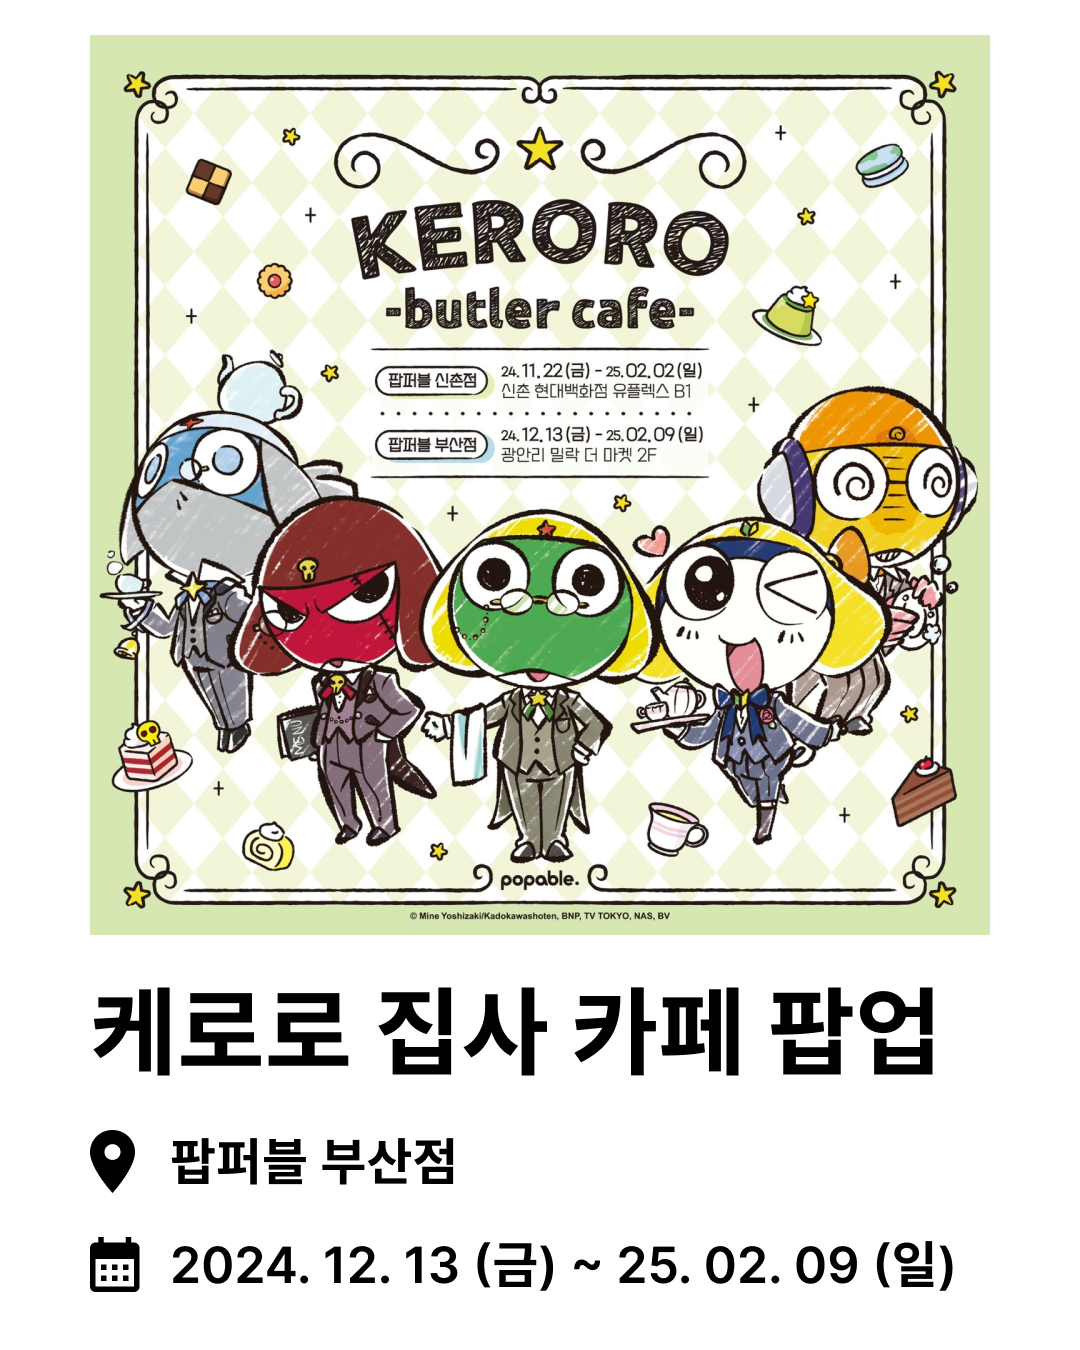 KERORO
-butler cafe-
팝퍼블 신촌점
24.11.22(금) - 25.02.02(일)
신촌 현대백화점 유플렉스 B1
팝퍼블 부산점
24.12.13(금) - 25.02.09(일)
광안리 밀락 더 마켓 2F
MENU
popable.
© Mine Yoshizaki/Kadokawashoten, BNP, TV TOKYO, NAS, BV
케로로 집사 카페 팝업
팝퍼블 부산점
2024. 12. 13 (금) ~ 25. 02. 09 (일)